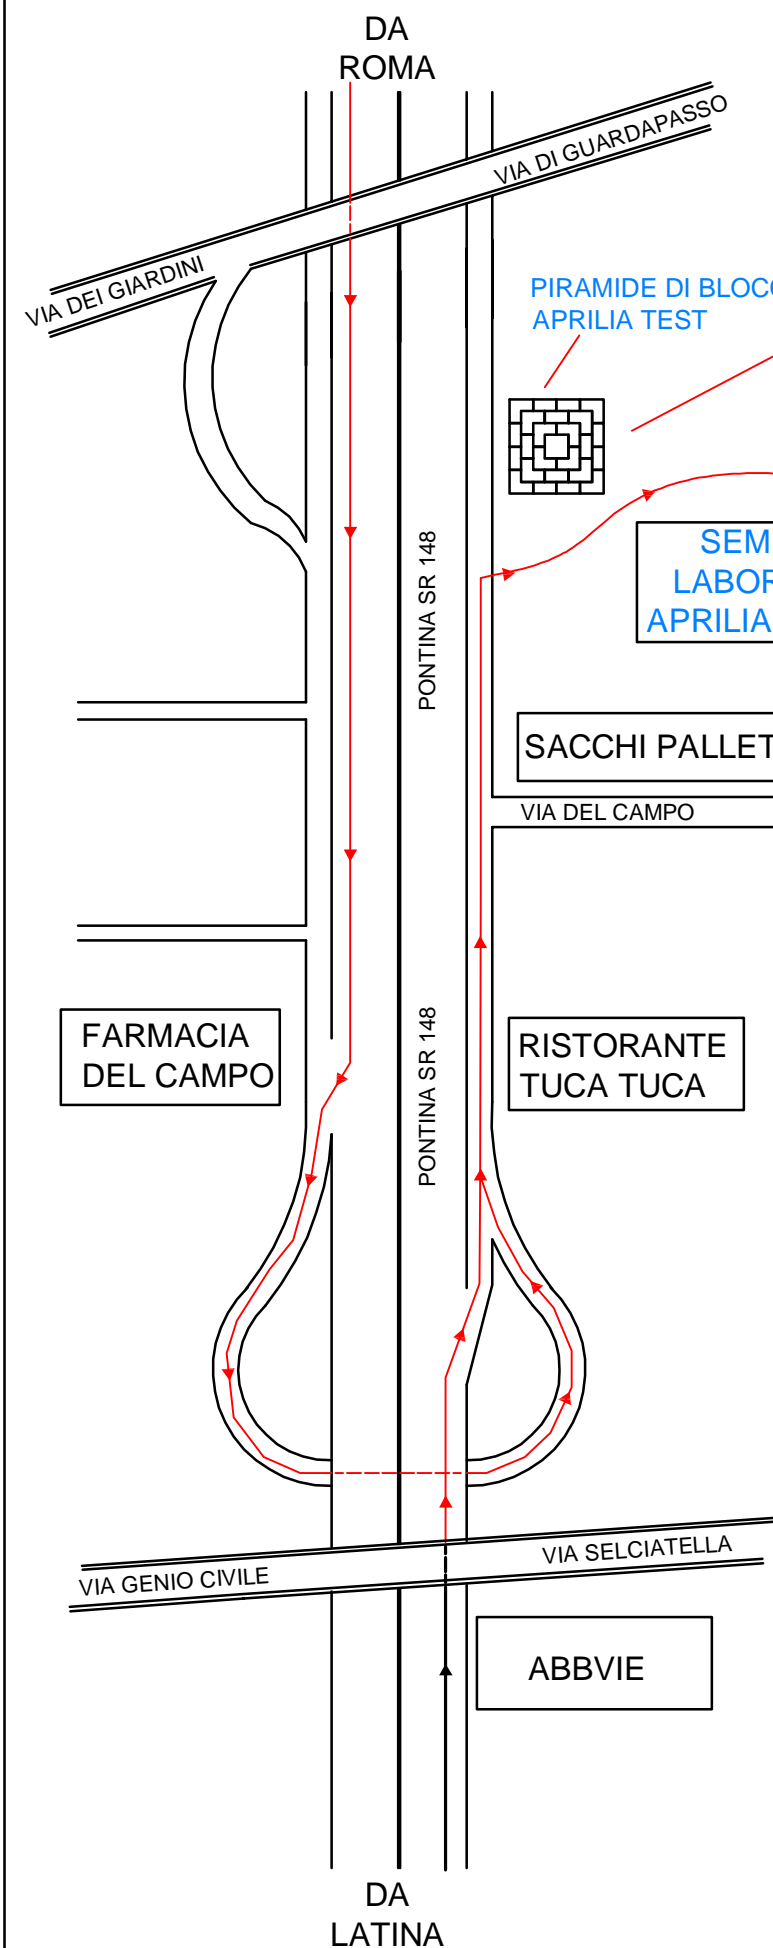 DA
ROMA
VIA DI GUARDAPASSO
VIA DEI GIARDINI
PIRAMIDE DI BLOCC
APRILIA TEST
PONTINA SR 148
SEM
LABOR
APRILIA
SACCHI PALLET
VIA DEL CAMPO
FARMACIA
DEL CAMPO
PONTINA SR 148
RISTORANTE
TUCA TUCA
VIA SELCIATELLA
VIA GENIO CIVILE
ABBVIE
DA
LATINA